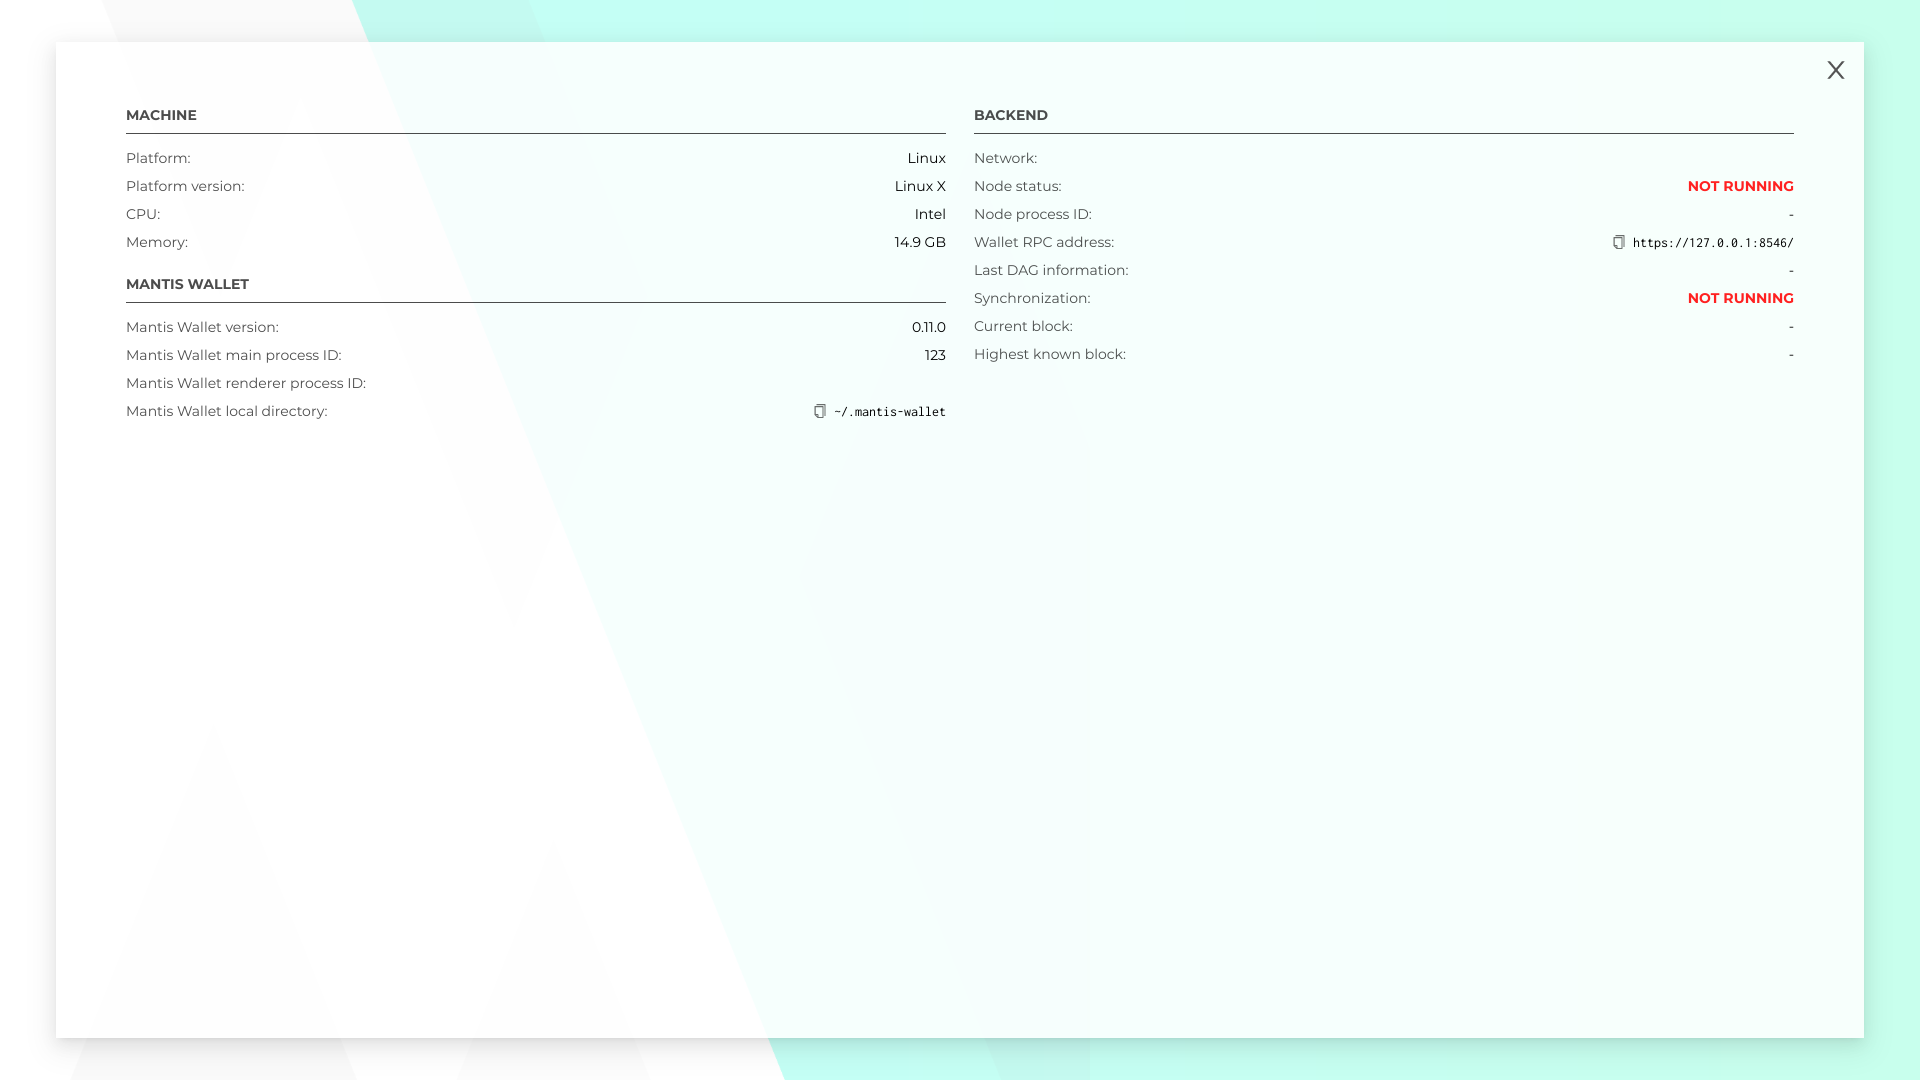 X
MACHINE
Platform: Linux
Platform version: Linux X
CPU: Intel
Memory: 14.9 GB
MANTIS WALLET
Mantis Wallet version: 0.11.0
Mantis Wallet main process ID: 123
Mantis Wallet renderer process ID:
Mantis Wallet local directory: ~/.mantis-wallet
BACKEND
Network:
Node status: NOT RUNNING
Node process ID: -
Wallet RPC address: https://127.0.0.1:8546/
Last DAG information: -
Synchronization: NOT RUNNING
Current block: -
Highest known block: -